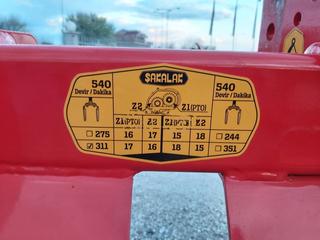 SAKALAK
540 540
Devir / Dakika Devir / Dakika
Z2 Z1(PTO)
Z1(PTO) Z2 Z1(PTO) Z2
275 16 17 15 18 244
311 17 16 18 15 351